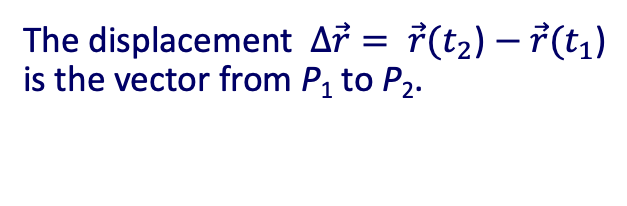 The displacement Δr⃗ = r⃗(t₂) – r⃗(t₁)
is the vector from P₁ to P₂.